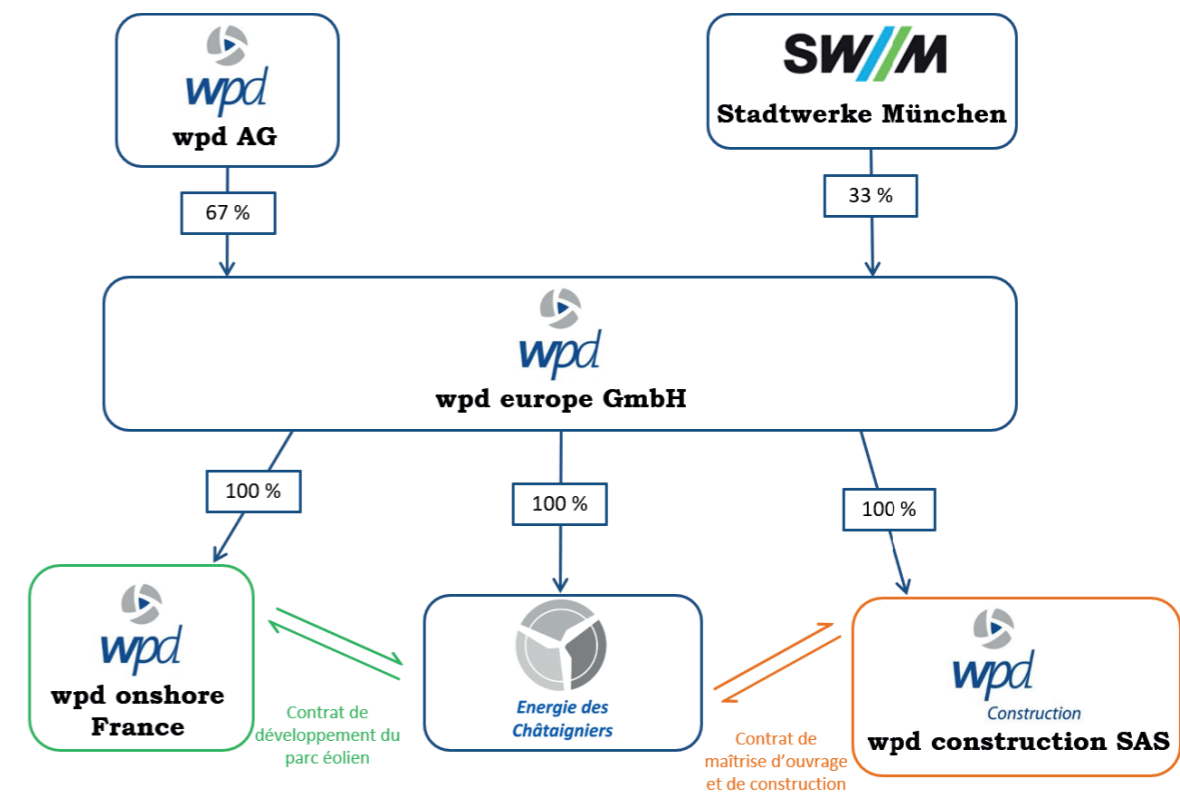 wpd
wpd AG
SW//M
Stadtwerke München
67 %
33 %
wpd
wpd europe GmbH
100 %
100 %
100 %
wpd
wpd onshore
France
Contrat de
développement du
parc éolien
Energie des
Châtaigniers
Contrat de
maîtrise d’ouvrage
et de construction
wpd
Construction
wpd construction SAS